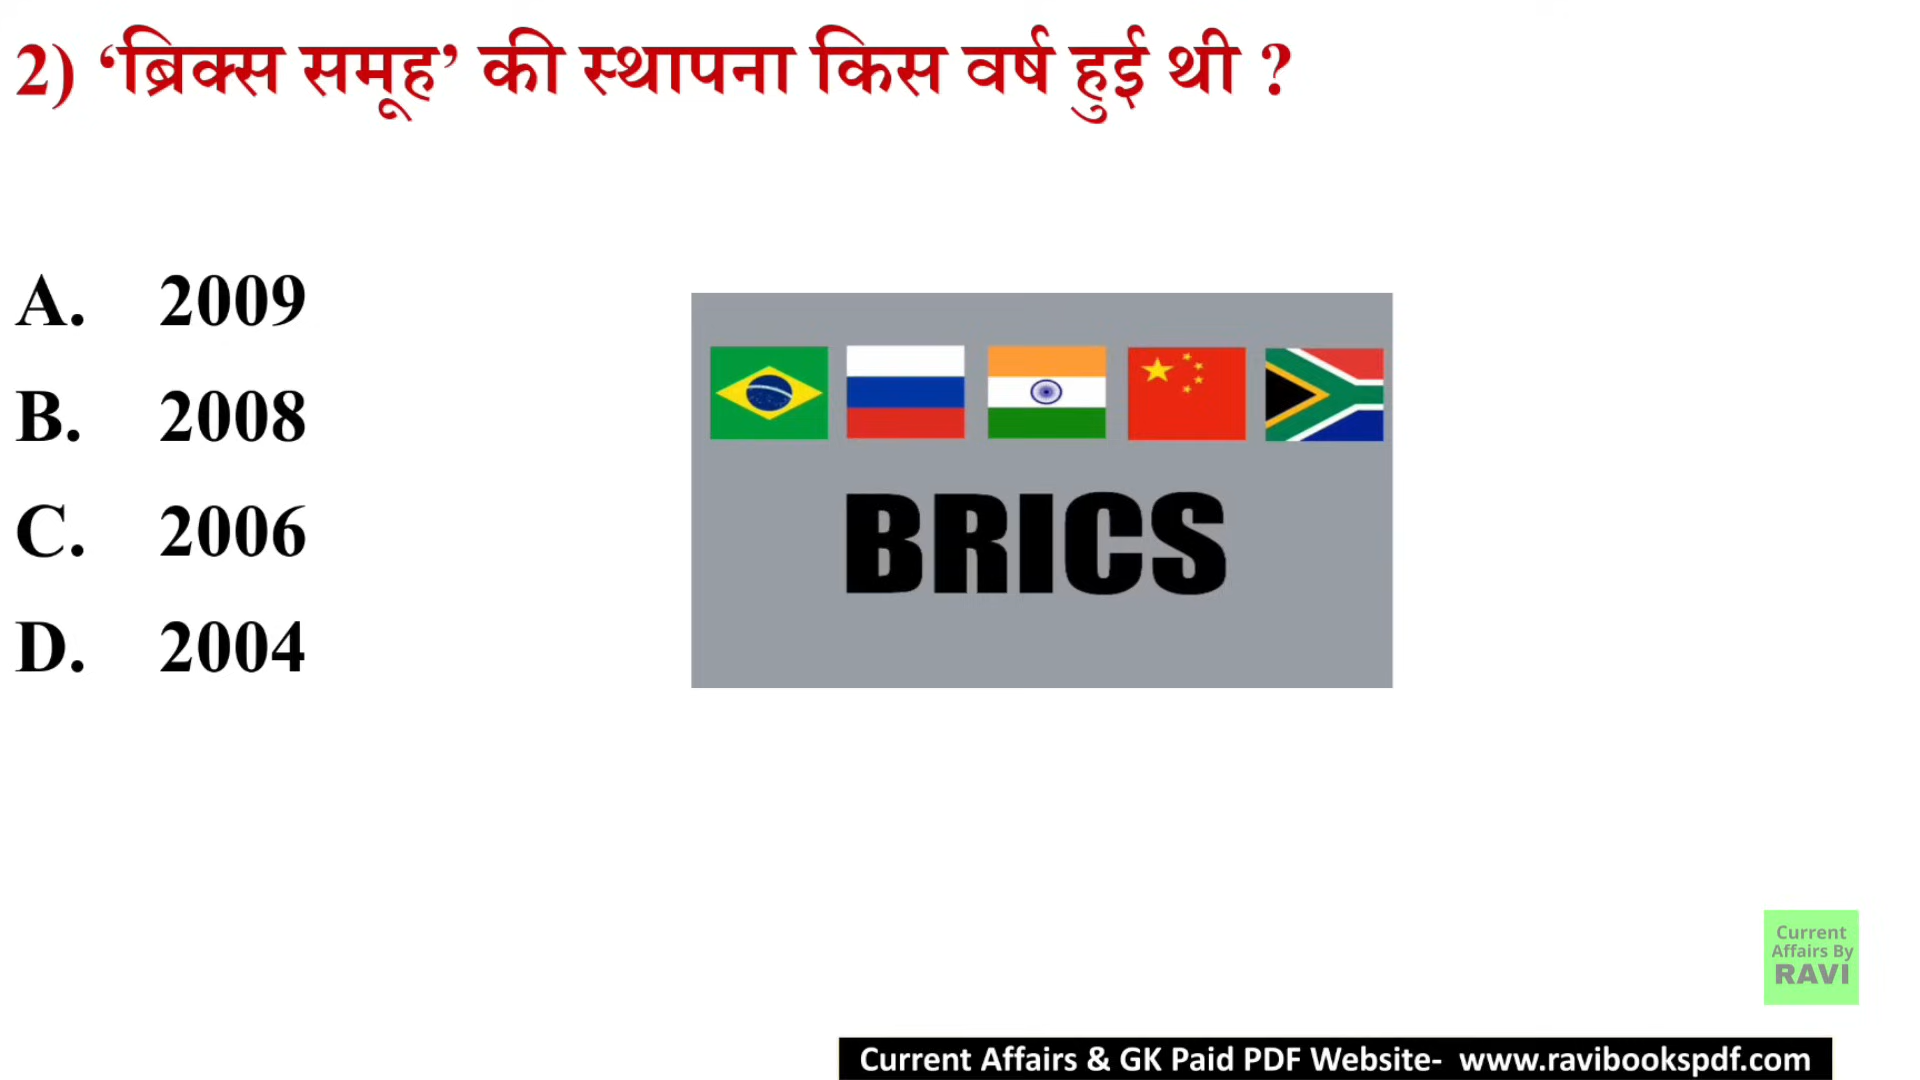 2) ‘ब्रिक्स समूह’ की स्थापना किस वर्ष हुई थी ?
A. 2009
B. 2008
C. 2006
D. 2004
BRICS
Current
Affairs By
RAVI
Current Affairs & GK Paid PDF Website- www.ravibookspdf.com